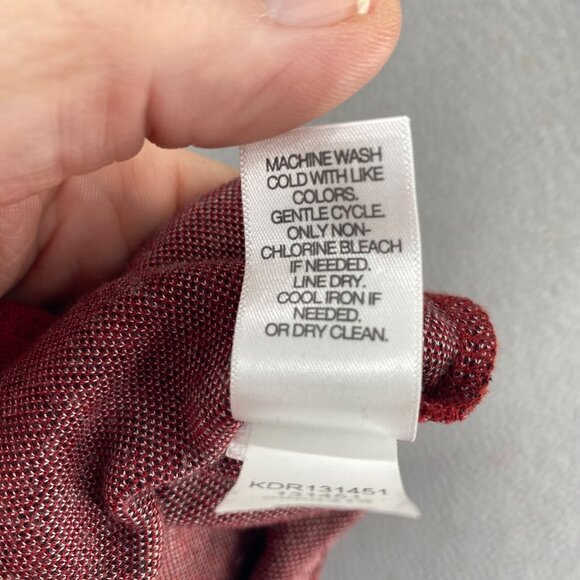 MACHINE WASH
COLD WITH LIKE
COLORS.
GENTLE CYCLE.
ONLY NON-
CHLORINE BLEACH
IF NEEDED.
LINE DRY.
COOL IRON IF
NEEDED.
OR DRY CLEAN.
KDR131451
131451